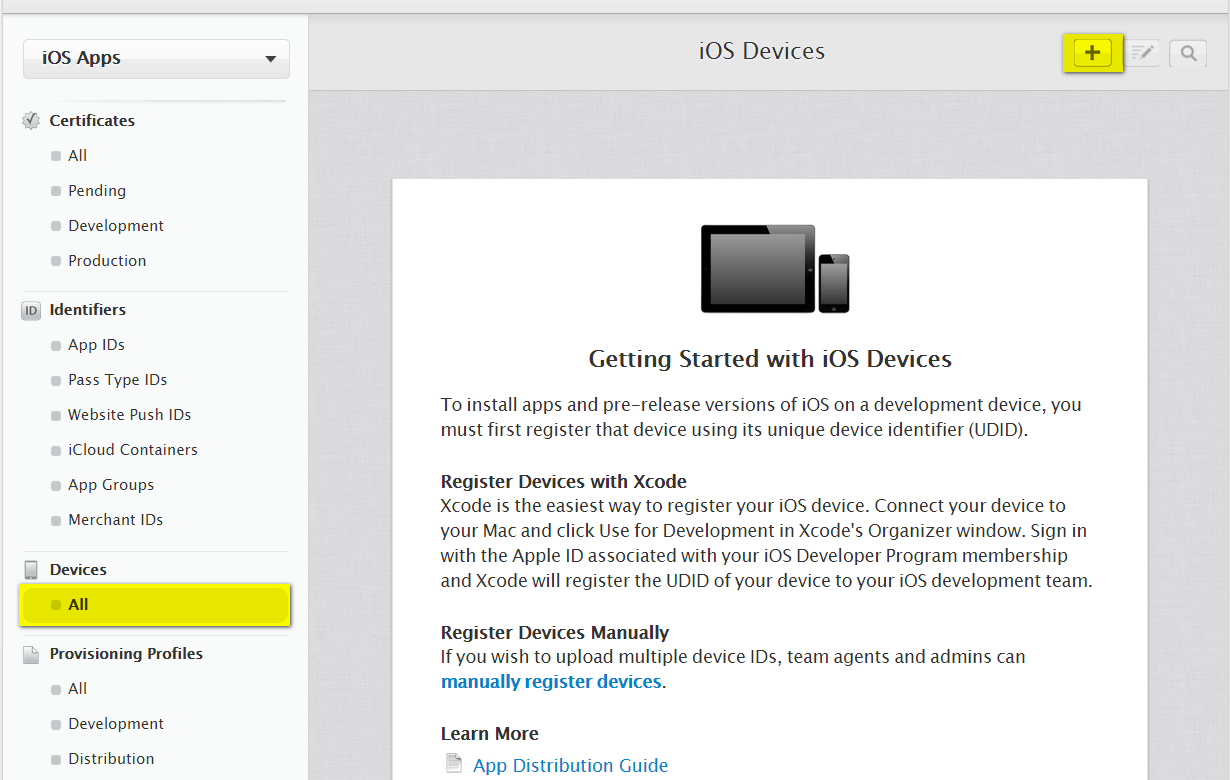 iOS Apps
Certificates
All
Pending
Development
Production
ID Identifiers
App IDs
Pass Type IDs
Website Push IDs
iCloud Containers
App Groups
Merchant IDs
Devices
All
Provisioning Profiles
All
Development
Distribution
iOS Devices
Getting Started with iOS Devices
To install apps and pre-release versions of iOS on a development device, you
must first register that device using its unique device identifier (UDID).
Register Devices with Xcode
Xcode is the easiest way to register your iOS device. Connect your device to
your Mac and click Use for Development in Xcode's Organizer window. Sign in
with the Apple ID associated with your iOS Developer Program membership
and Xcode will register the UDID of your device to your iOS development team.
Register Devices Manually
If you wish to upload multiple device IDs, team agents and admins can
manually register devices.
Learn More
App Distribution Guide